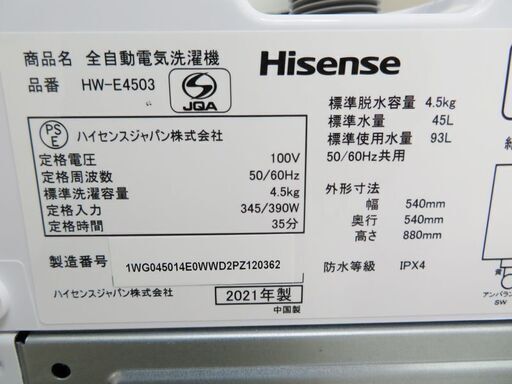 商品名 全自動電気洗濯機
品番 HW-E4503
JQA
Hisense
PS
E
ハイセンスジャパン株式会社
定格電圧 100V
定格周波数 50/60Hz
標準洗濯容量 4.5kg
定格入力 345/390W
定格時間 35分
製造番号
1WG045014E0WWD2PZ120362
ハイセンスジャパン株式会社
2021年製
中国製
標準脱水容量 4.5kg
標準水量 45L
標準使用水量 93L
50/60Hz共用
外形寸法
幅 540mm
奥行 540mm
高さ 880mm
防水等級 IPX4
黄
アンバラン
SW